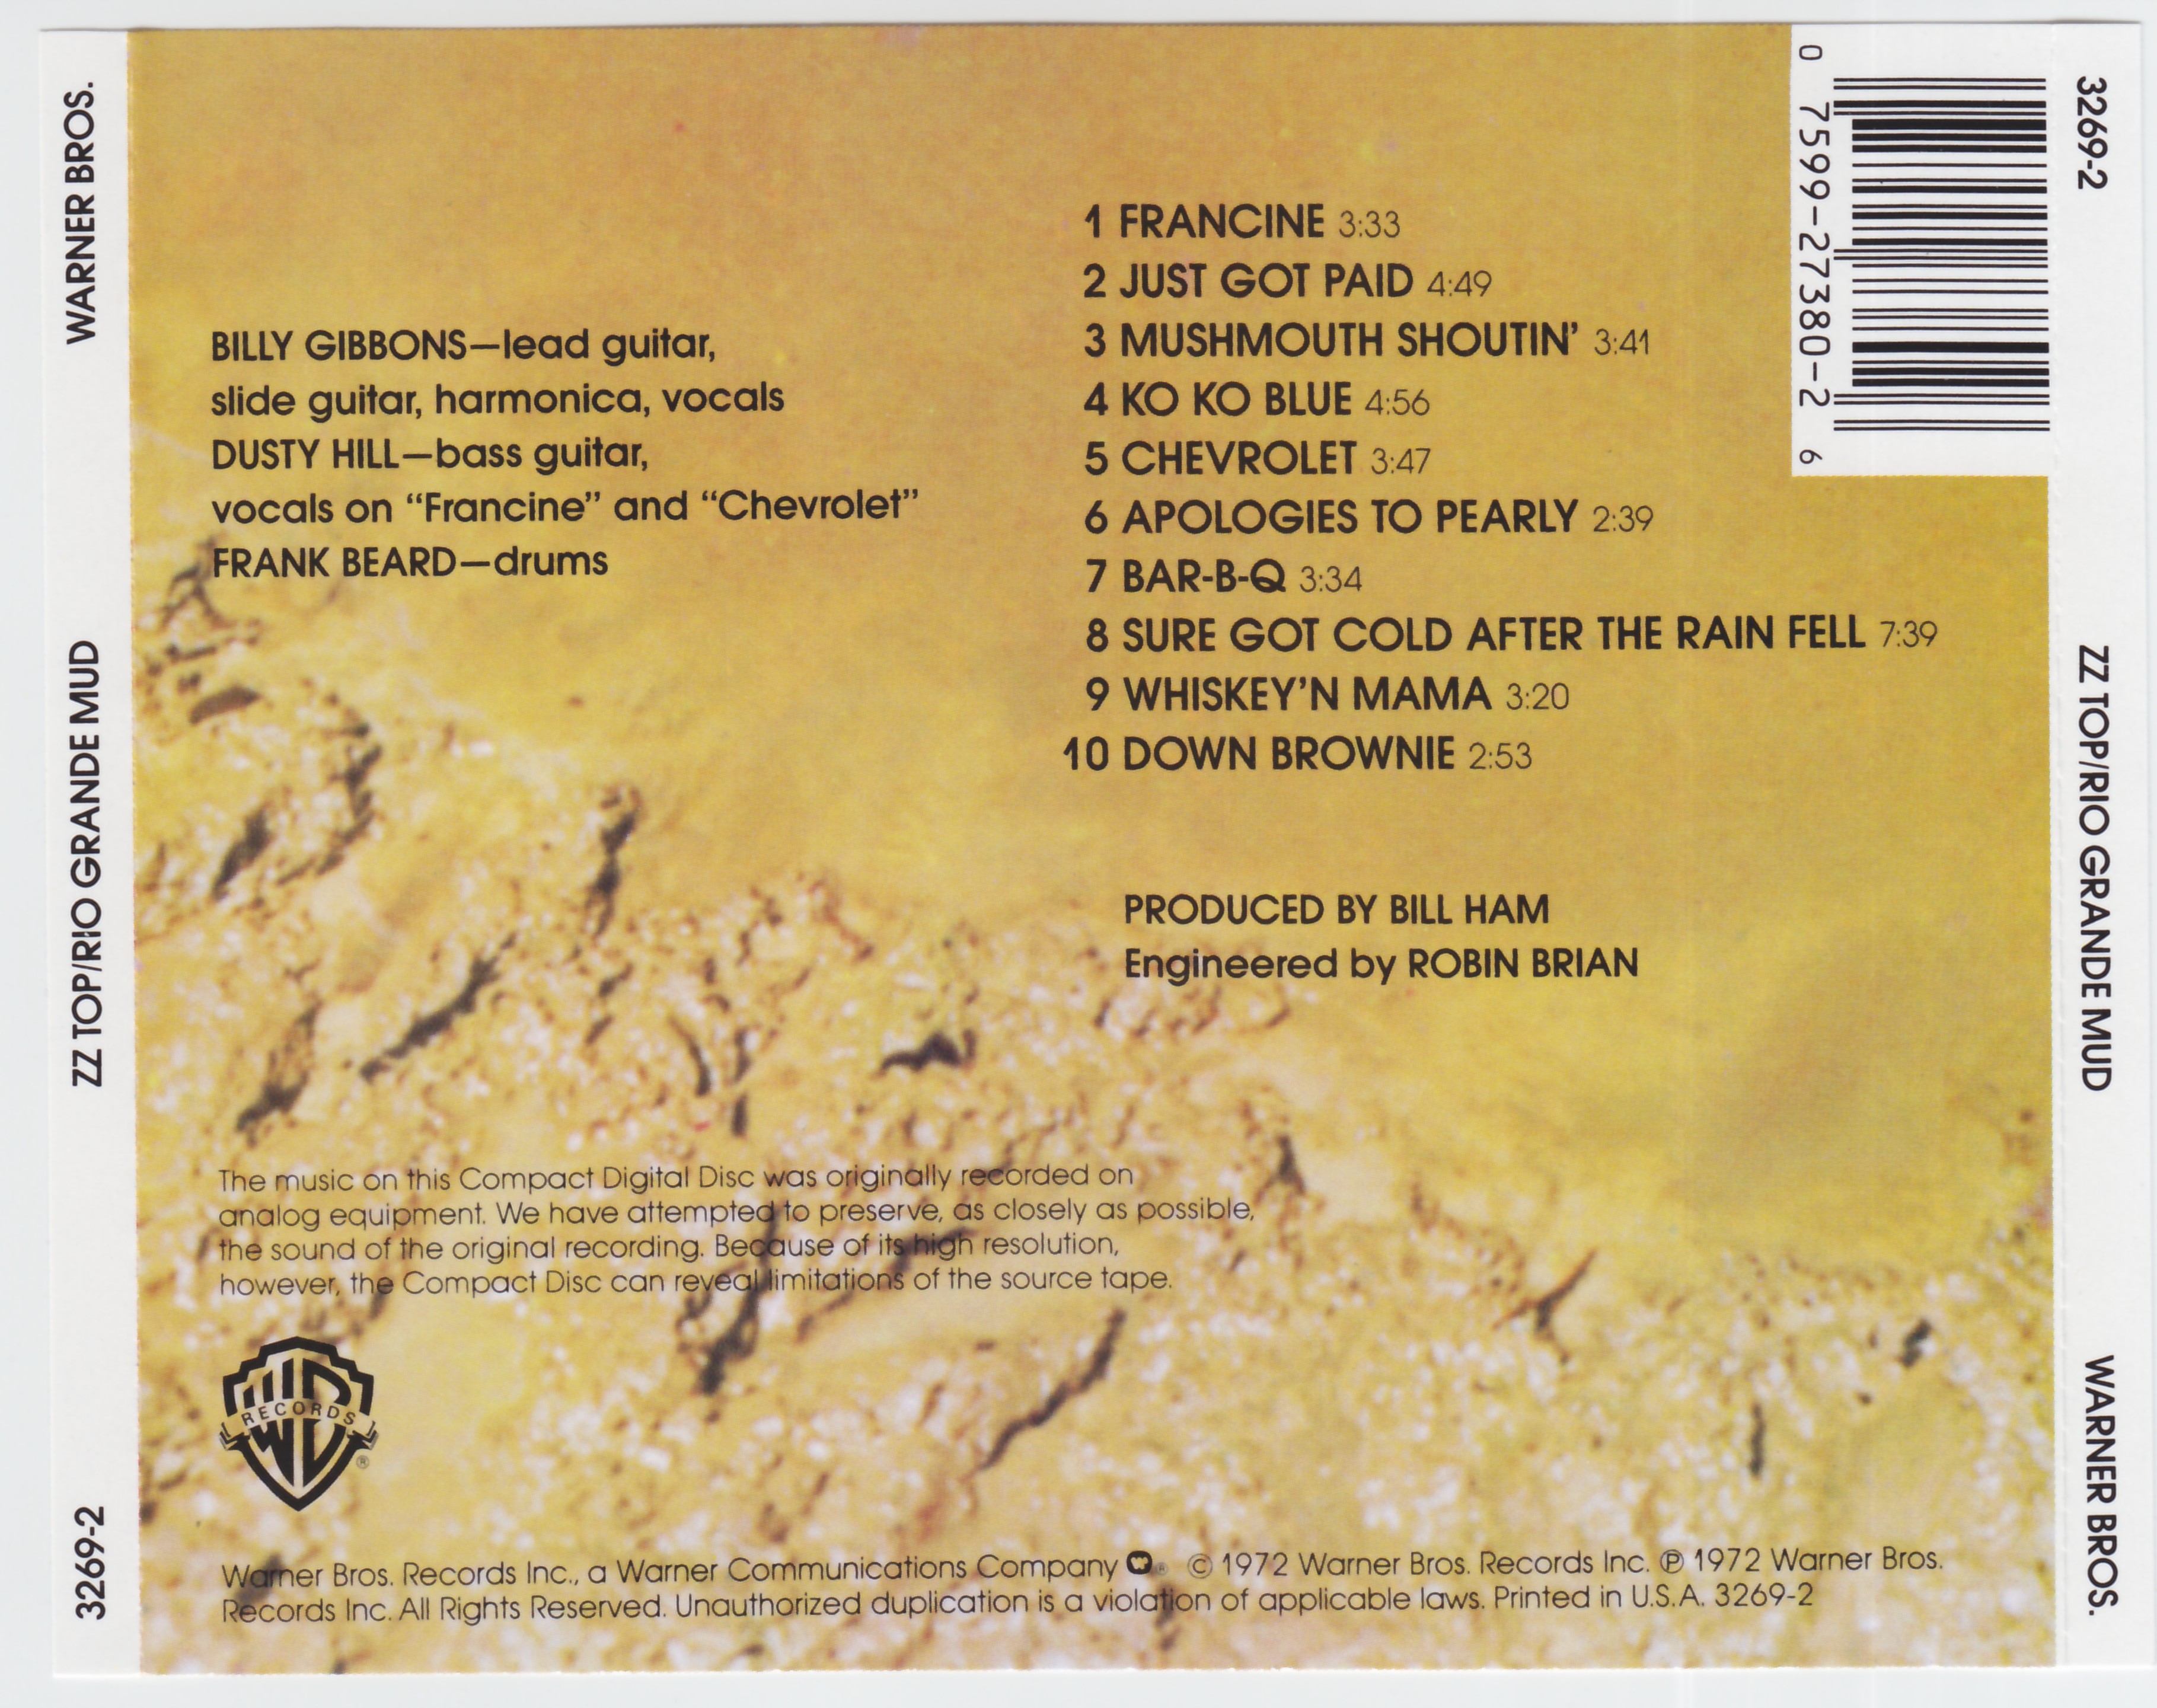 WARNER BROS.
ZZ TOP/RIO GRANDE MUD
3269-2
BILLY GIBBONS—lead guitar,
slide guitar, harmonica, vocals
DUSTY HILL—bass guitar,
vocals on “Francine” and “Chevrolet”
FRANK BEARD—drums
1 FRANCINE 3:33
2 JUST GOT PAID 4:49
3 MUSHMOUTH SHOUTIN’ 3:41
4 KO KO BLUE 4:56
5 CHEVROLET 3:47
6 APOLOGIES TO PEARLY 2:39
7 BAR-B-Q 3:34
8 SURE GOT COLD AFTER THE RAIN FELL 7:39
9 WHISKEY’N MAMA 3:20
10 DOWN BROWNIE 2:53
PRODUCED BY BILL HAM
Engineered by ROBIN BRIAN
The music on this Compact Digital Disc was originally recorded on
analog equipment. We have attempted to preserve, as closely as possible,
the sound of the original recording. Because of its high resolution,
however, the Compact Disc can reveal limitations of the source tape.
RECORDS
®
Warner Bros. Records Inc., a Warner Communications Company ® © 1972 Warner Bros. Records Inc. ℗ 1972 Warner Bros.
Records Inc. All Rights Reserved. Unauthorized duplication is a violation of applicable laws. Printed in U.S.A. 3269-2
0 7599-27380-2 6
3269-2
ZZ TOP/RIO GRANDE MUD
WARNER BROS.